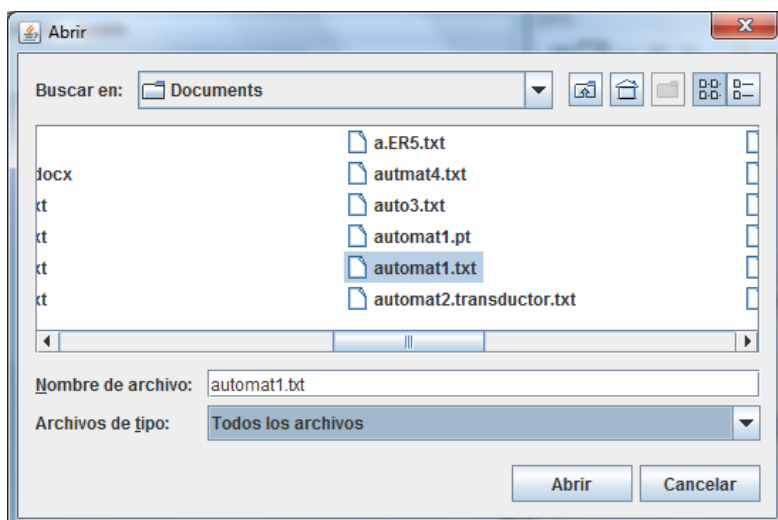 Abrir
Buscar en: Documents
a.ER5.txt
docx autmat4.txt
xt auto3.txt
xt automat1.pt
xt automat1.txt
xt automat2.transductor.txt
Nombre de archivo: automat1.txt
Archivos de tipo: Todos los archivos
Abrir Cancelar